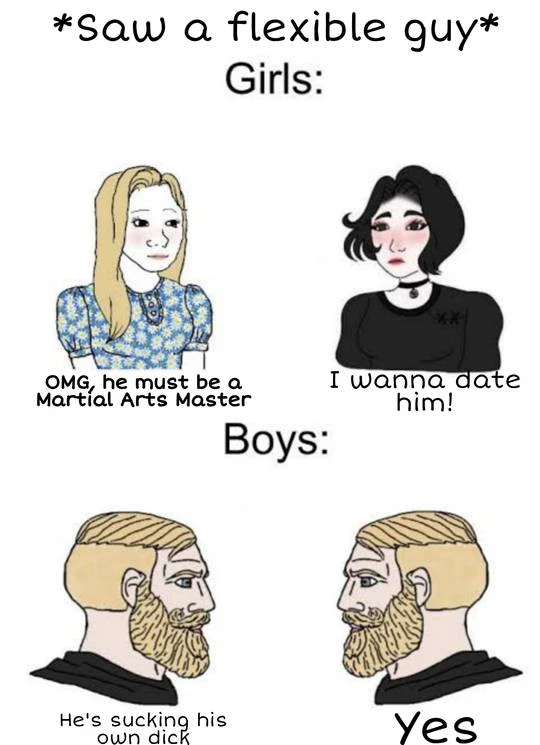 *Saw a flexible guy*
Girls:
OMG, he must be a
Martial Arts Master
I wanna date
him!
Boys:
He's sucking his
own dick
Yes